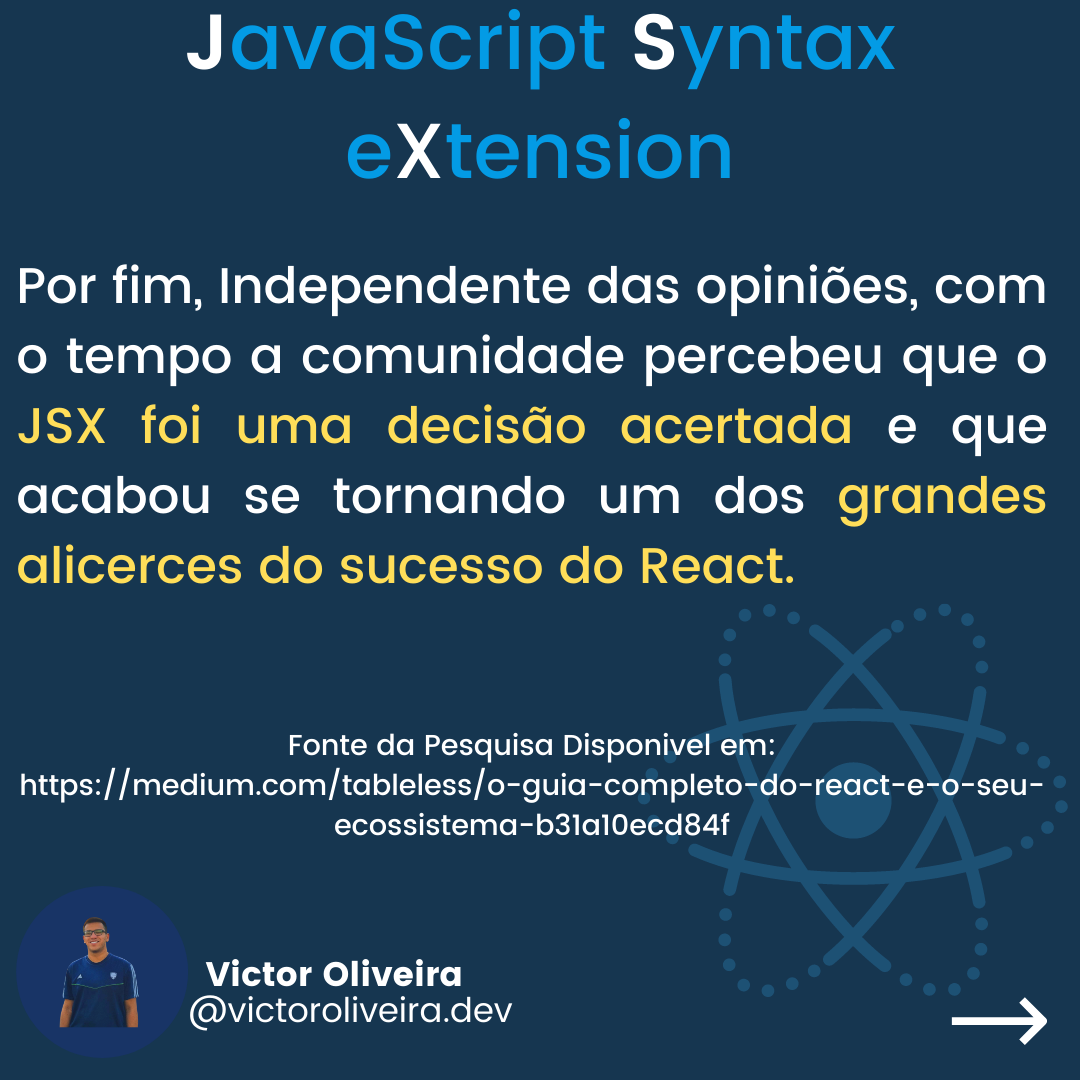 JavaScript Syntax
eXtension
Por fim, Independente das opiniões, com
o tempo a comunidade percebeu que o
JSX foi uma decisão acertada e que
acabou se tornando um dos grandes
alicerces do sucesso do React.
Fonte da Pesquisa Disponivel em:
https://medium.com/tableless/o-guia-completo-do-react-e-o-seu-
ecossistema-b31a10ecd84f
Victor Oliveira
@victoroliveira.dev